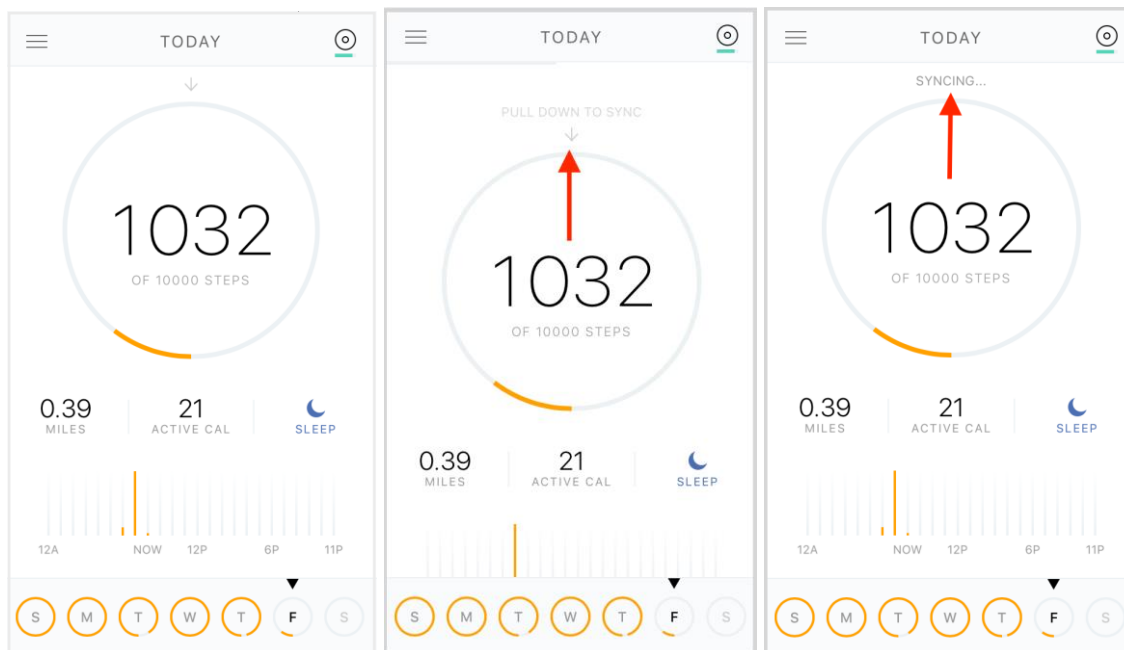 TODAY
1032
OF 10000 STEPS
0.39
MILES
21
ACTIVE CAL
SLEEP
12A NOW 12P 6P 11P
S M T W T F S
TODAY
PULL DOWN TO SYNC
1032
OF 10000 STEPS
0.39
MILES
21
ACTIVE CAL
SLEEP
S M T W T F S
TODAY
SYNCING...
1032
OF 10000 STEPS
0.39
MILES
21
ACTIVE CAL
SLEEP
12A NOW 12P 6P 11P
S M T W T F S